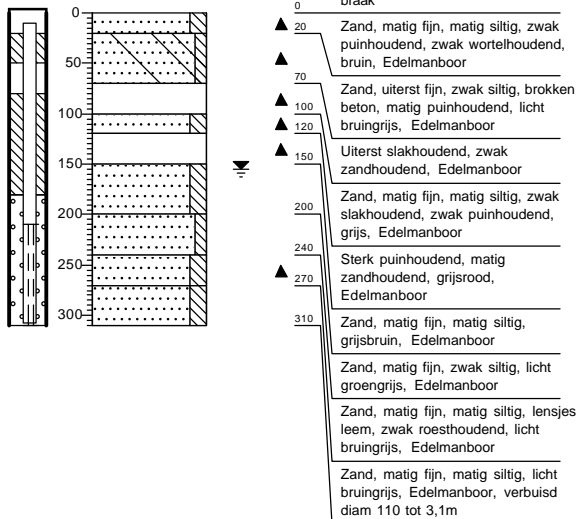 braak
0
50
100
150
200
250
300
0
20
70
100
120
150
200
240
270
310
Zand, matig fijn, matig siltig, zwak
puinhoudend, zwak wortelhoudend,
bruin, Edelmanboor
Zand, uiterst fijn, zwak siltig, brokken
beton, matig puinhoudend, licht
bruingrijs, Edelmanboor
Uiterst slakhoudend, zwak
zandhoudend, Edelmanboor
Zand, matig fijn, matig siltig, zwak
slakhoudend, zwak puinhoudend,
grijs, Edelmanboor
Sterk puinhoudend, matig
zandhoudend, grijsrood,
Edelmanboor
Zand, matig fijn, matig siltig,
grijsbruin, Edelmanboor
Zand, matig fijn, zwak siltig, licht
groengrijs, Edelmanboor
Zand, matig fijn, matig siltig, lensjes
leem, zwak roesthoudend, licht
bruingrijs, Edelmanboor
Zand, matig fijn, matig siltig, licht
bruingrijs, Edelmanboor, verbuisd
diam 110 tot 3,1m